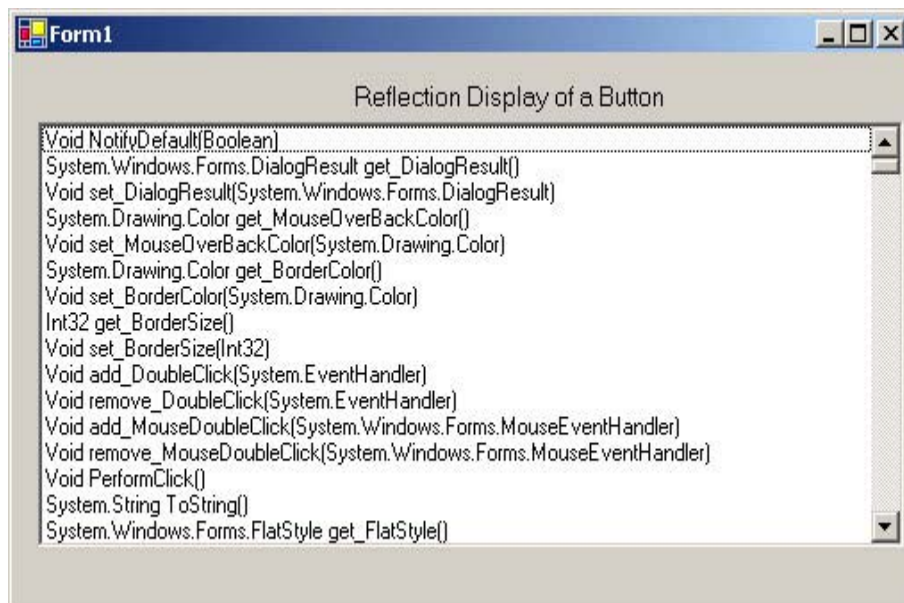 Form1
Reflection Display of a Button
Void NotifyDefault(Boolean)
System.Windows.Forms.DialogResult get_DialogResult()
Void set_DialogResult(System.Windows.Forms.DialogResult)
System.Drawing.Color get_MouseOverBackColor()
Void set_MouseOverBackColor(System.Drawing.Color)
System.Drawing.Color get_BorderColor()
Void set_BorderColor(System.Drawing.Color)
Int32 get_BorderSize()
Void set_BorderSize(Int32)
Void add_DoubleClick(System.EventHandler)
Void remove_DoubleClick(System.EventHandler)
Void add_MouseDoubleClick(System.Windows.Forms.MouseEventHandler)
Void remove_MouseDoubleClick(System.Windows.Forms.MouseEventHandler)
Void PerformClick()
System.String ToString()
System.Windows.Forms.FlatStyle get_FlatStyle()